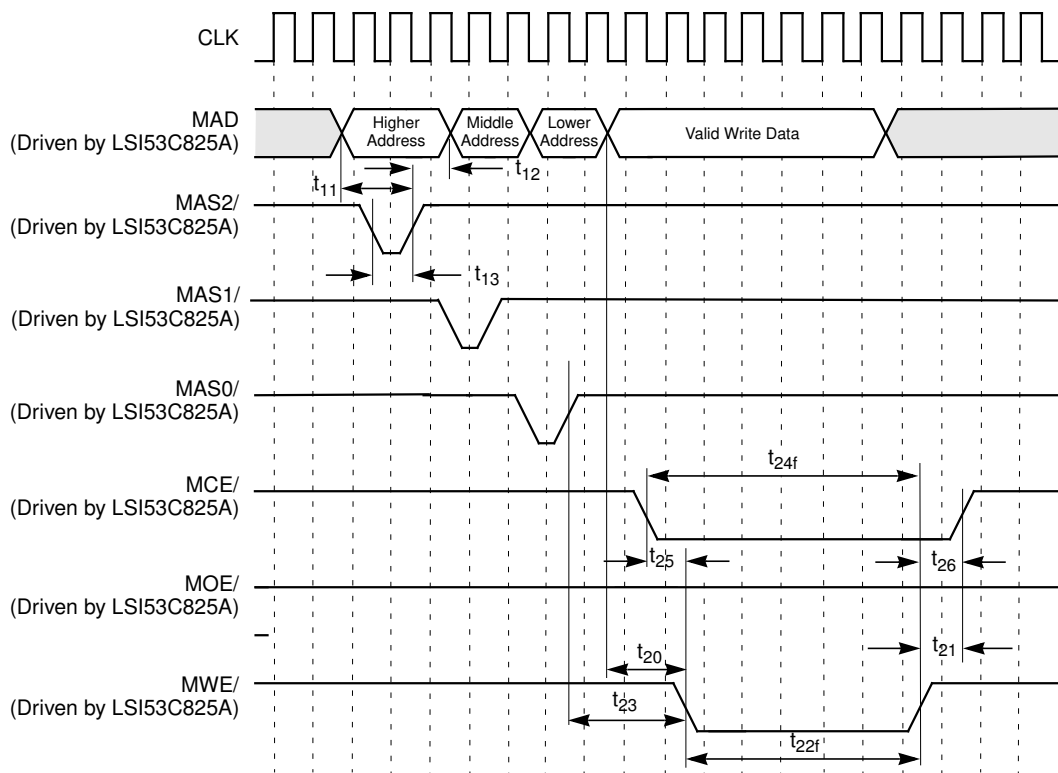 CLK
MAD
(Driven by LSI53C825A)
Higher
Address
Middle
Address
Lower
Address
Valid Write Data
t11
t12
MAS2/
(Driven by LSI53C825A)
t13
MAS1/
(Driven by LSI53C825A)
MAS0/
(Driven by LSI53C825A)
t24f
MCE/
(Driven by LSI53C825A)
t25
t26
MOE/
(Driven by LSI53C825A)
t20
t21
MWE/
(Driven by LSI53C825A)
t23
t22f